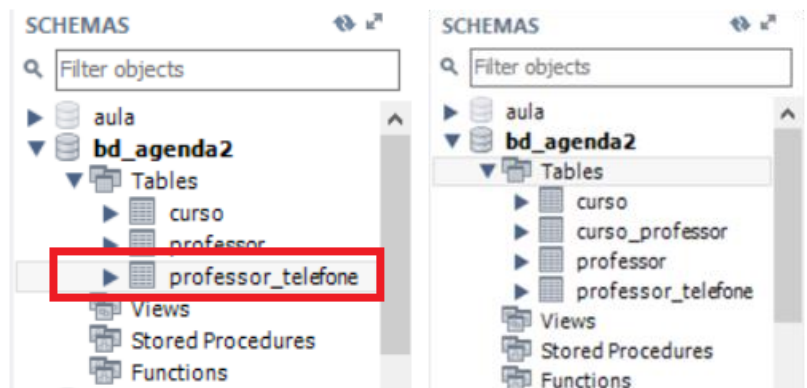 SCHEMAS
Filter objects
aula
bd_agenda2
Tables
curso
professor
professor_telefone
Views
Stored Procedures
Functions
SCHEMAS
Filter objects
aula
bd_agenda2
Tables
curso
curso_professor
professor
professor_telefone
Views
Stored Procedures
Functions